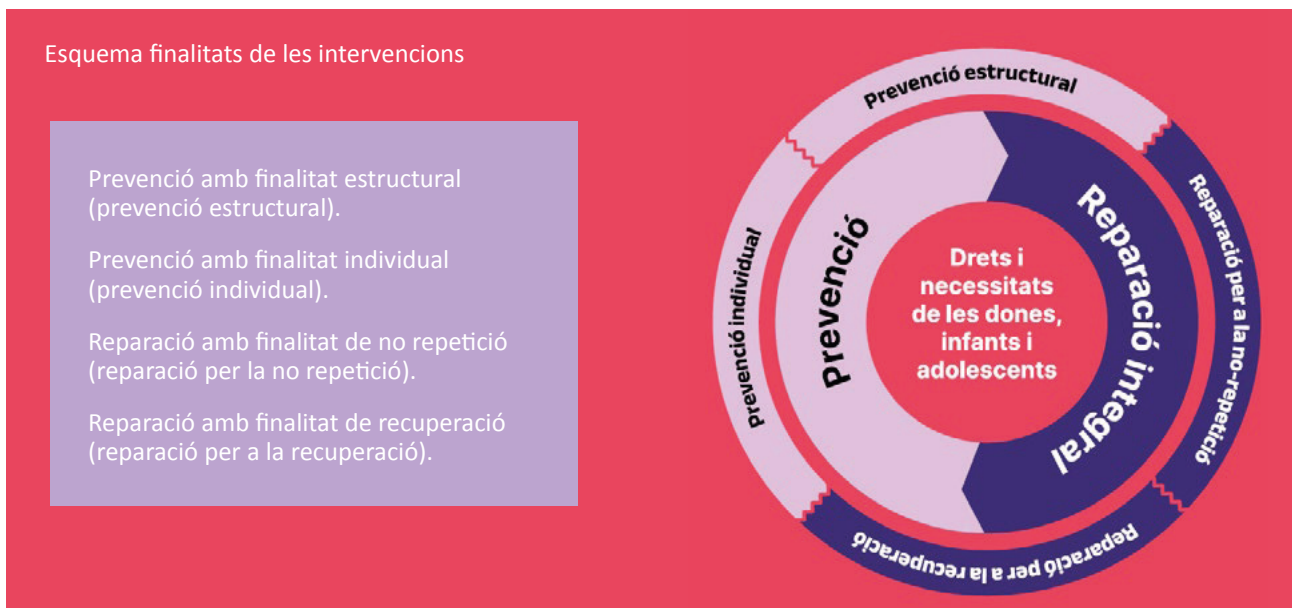 Esquema finalitats de les intervencions
Prevenció amb finalitat estructural
(prevenció estructural).
Prevenció amb finalitat individual
(prevenció individual).
Reparació amb finalitat de no repetició
(reparació per la no repetició).
Reparació amb finalitat de recuperació
(reparació per a la recuperació).
Prevenció estructural
Reparació per a la no-repetició
Reparació per a la recuperació
Prevenció individual
Prevenció
Reparació integral
Drets i
necessitats
de les dones,
infants i
adolescents